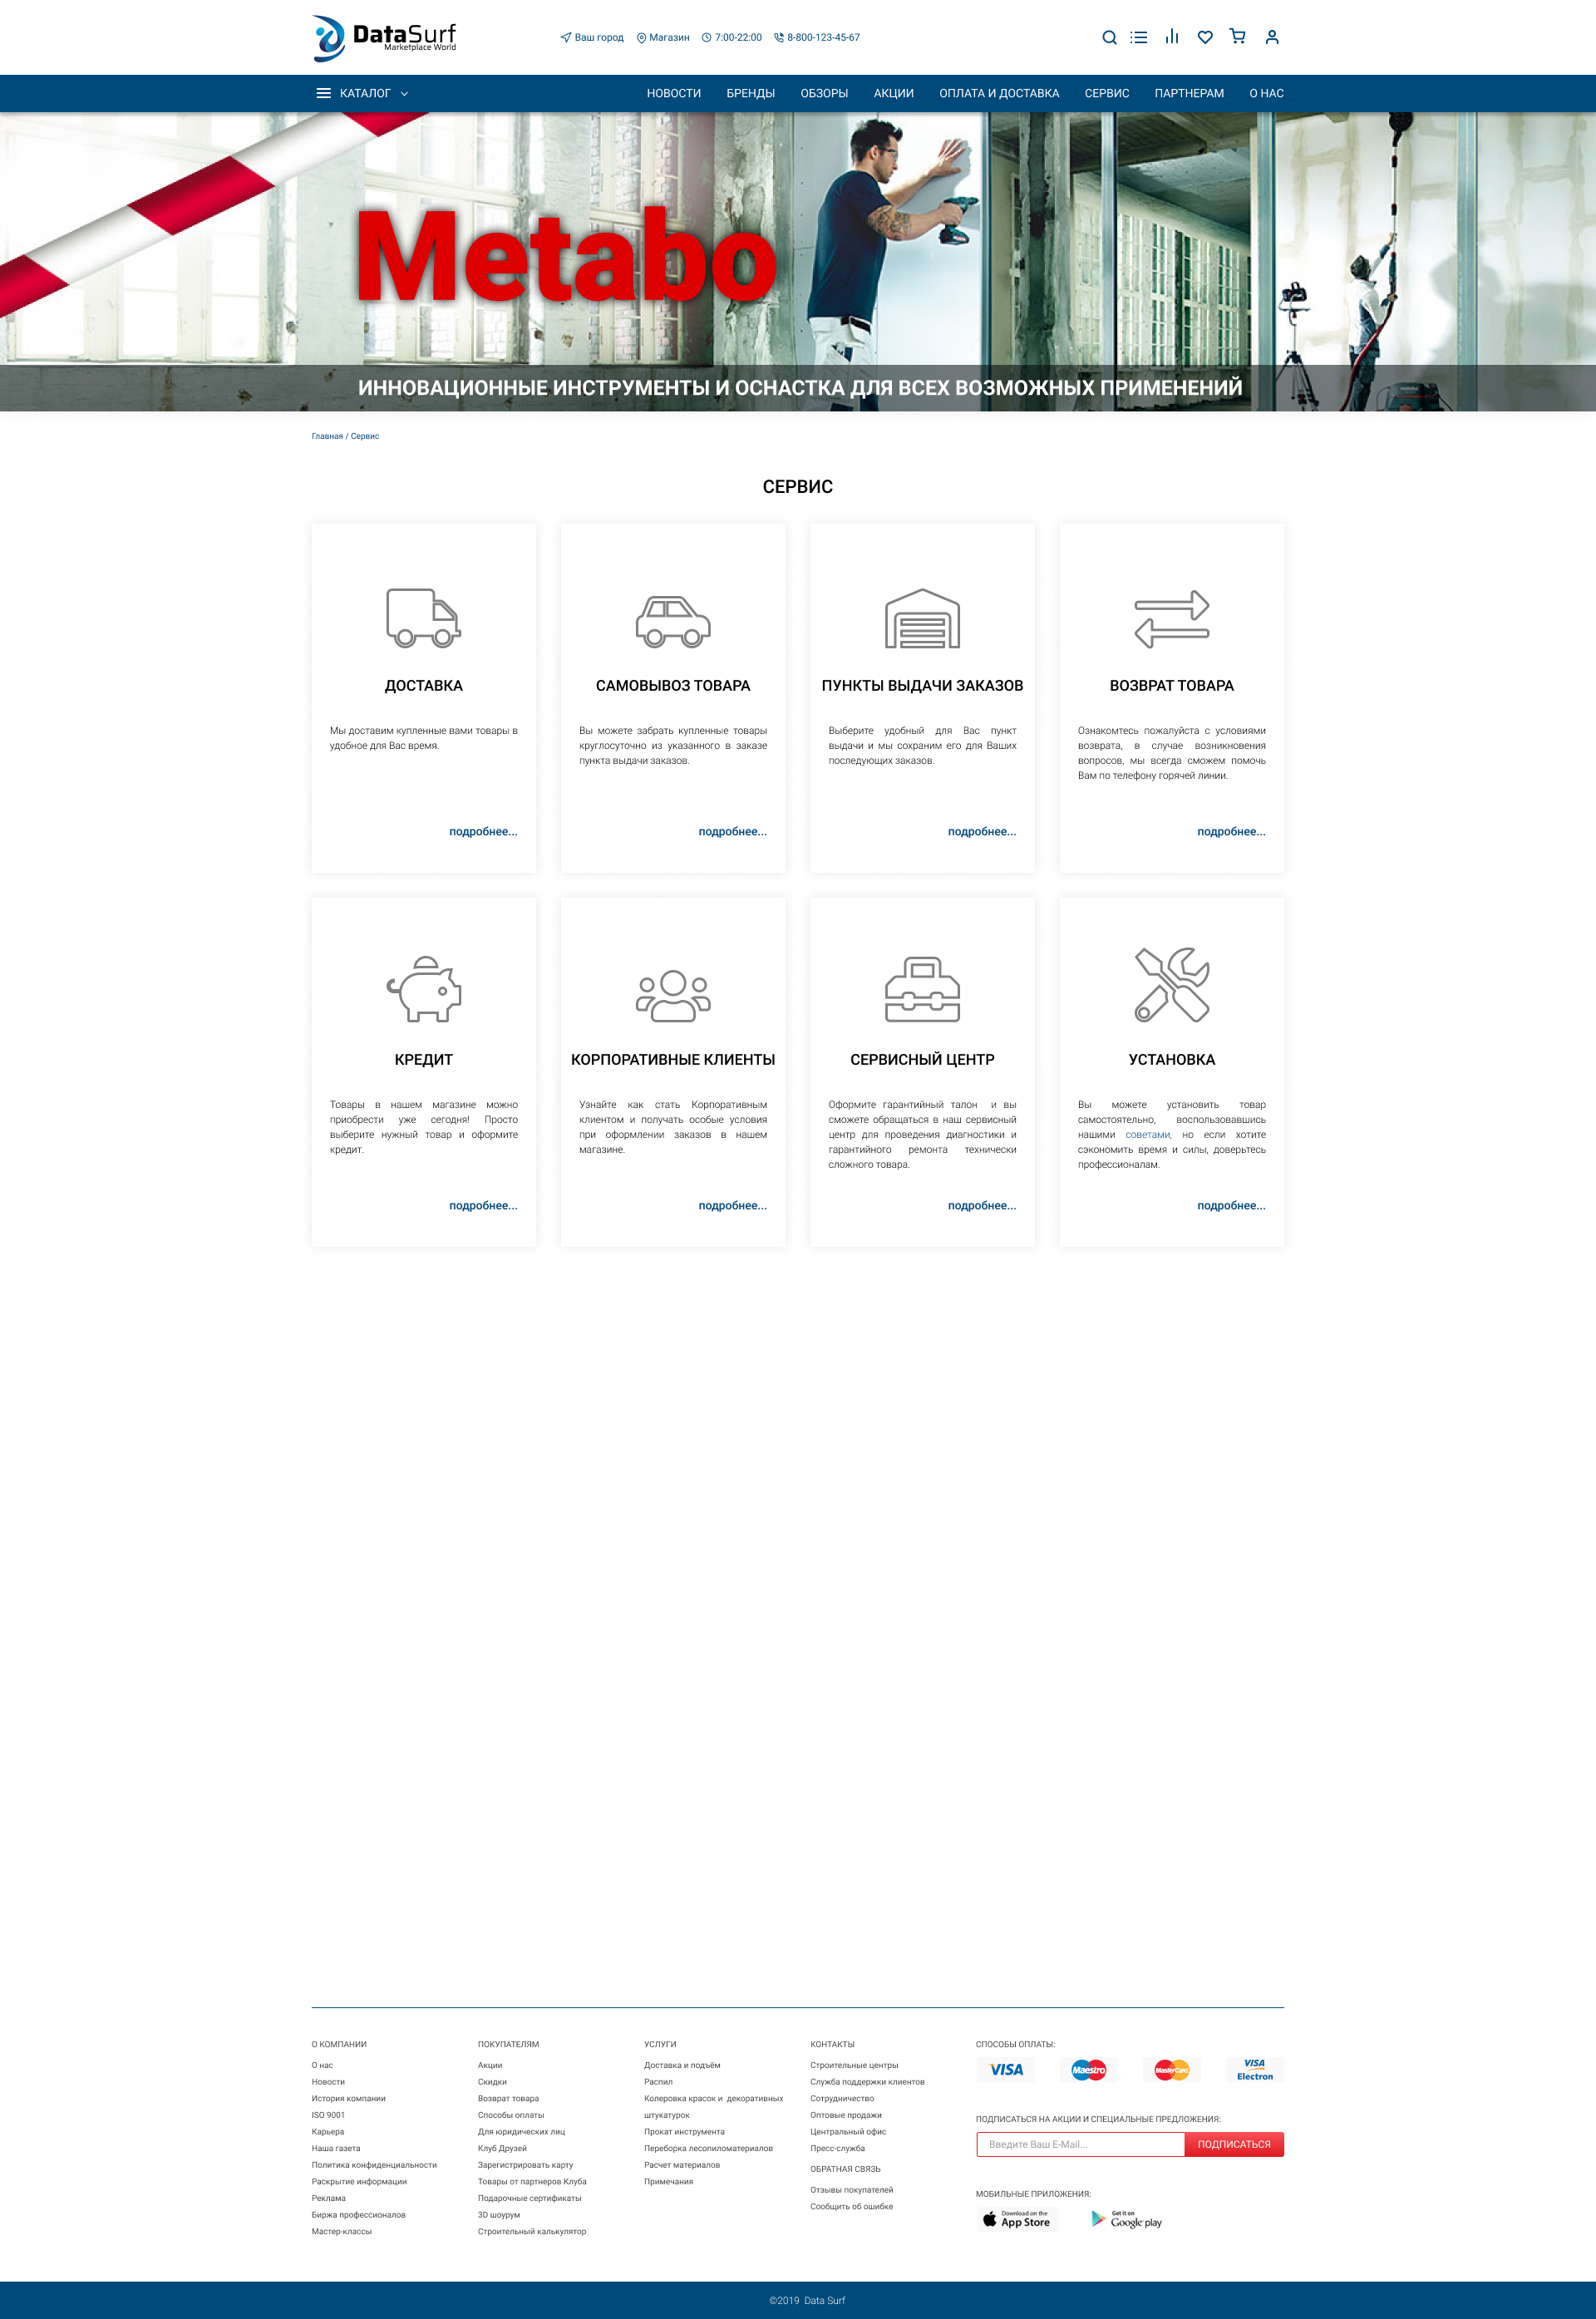 DataSurf
Marketplace World
Ваш город Магазин 7:00-22:00 8-800-123-45-67
КАТАЛОГ НОВОСТИ БРЕНДЫ ОБЗОРЫ АКЦИИ ОПЛАТА И ДОСТАВКА СЕРВИС ПАРТНЕРАМ О НАС
Metabo
ИННОВАЦИОННЫЕ ИНСТРУМЕНТЫ И ОСНАСТКА ДЛЯ ВСЕХ ВОЗМОЖНЫХ ПРИМЕНЕНИЙ
Главная / Сервис
СЕРВИС
ДОСТАВКА
Мы доставим купленные вами товары в
удобное для Вас время.
подробнее...
САМОВЫВОЗ ТОВАРА
Вы можете забрать купленные товары
круглосуточно из указанного в заказе
пункта выдачи заказов.
подробнее...
ПУНКТЫ ВЫДАЧИ ЗАКАЗОВ
Выберите удобный для Вас пункт
выдачи и мы сохраним его для Ваших
последующих заказов.
подробнее...
ВОЗВРАТ ТОВАРА
Ознакомтесь пожалуйста с условиями
возврата, в случае возникновения
вопросов, мы всегда сможем помочь
Вам по телефону горячей линии.
подробнее...
КРЕДИТ
Товары в нашем магазине можно
приобрести уже сегодня! Просто
выберите нужный товар и оформите
кредит.
подробнее...
КОРПОРАТИВНЫЕ КЛИЕНТЫ
Узнайте как стать Корпоративным
клиентом и получать особые условия
при оформлении заказов в нашем
магазине.
подробнее...
СЕРВИСНЫЙ ЦЕНТР
Оформите гарантийный талон и вы
сможете обращаться в наш сервисный
центр для проведения диагностики и
гарантийного ремонта технически
сложного товара.
подробнее...
УСТАНОВКА
Вы можете установить товар
самостоятельно, воспользовавшись
нашими советами, но если хотите
сэкономить время и силы, доверьтесь
профессионалам.
подробнее...
О КОМПАНИИ
О нас
Новости
История компании
ISO 9001
Карьера
Наша газета
Политика конфиденциальности
Раскрытие информации
Реклама
Биржа профессионалов
Мастер-классы
ПОКУПАТЕЛЯМ
Акции
Скидки
Возврат товара
Способы оплаты
Для юридических лиц
Клуб Друзей
Зарегистрировать карту
Товары от партнеров Клуба
Подарочные сертификаты
3D шоурум
Строительный калькулятор
УСЛУГИ
Доставка и подъём
Распил
Колеровка красок и декоративных
штукатурок
Прокат инструмента
Переборка лесопиломатериалов
Расчет материалов
Примечания
КОНТАКТЫ
Строительные центры
Служба поддержки клиентов
Сотрудничество
Оптовые продажи
Центральный офис
Пресс-служба
ОБРАТНАЯ СВЯЗЬ
Отзывы покупателей
Сообщить об ошибке
СПОСОБЫ ОПЛАТЫ:
VISA Maestro MasterCard VISA
Electron
ПОДПИСАТЬСЯ НА АКЦИИ И СПЕЦИАЛЬНЫЕ ПРЕДЛОЖЕНИЯ:
Введите Ваш E-Mail... ПОДПИСАТЬСЯ
МОБИЛЬНЫЕ ПРИЛОЖЕНИЯ:
Download on the
App Store
Get it on
Google play
©2019 Data Surf